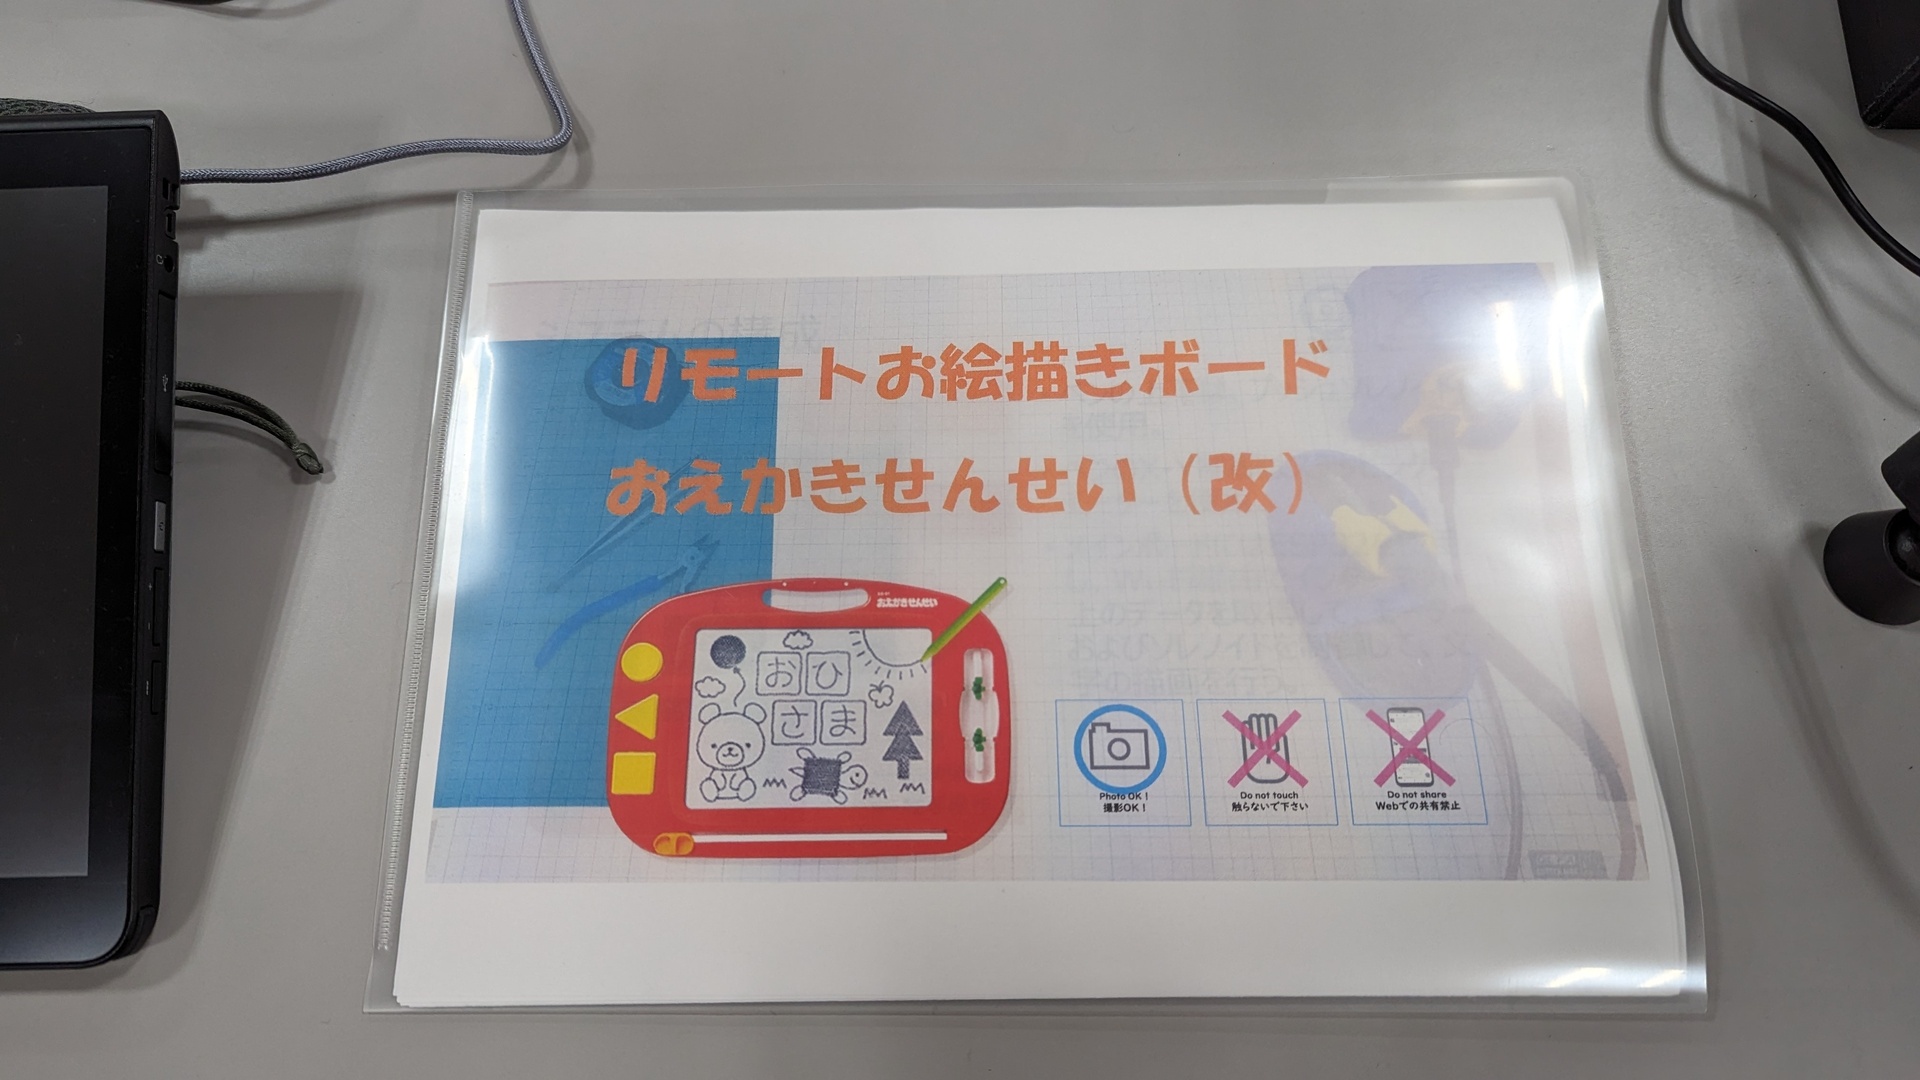 リモートお絵描きボード
おえかきせんせい（改）
おえかきせんせい
おひ
さま
Photo OK！
撮影OK！
Do not touch
触らないで下さい
Do not share
Webでの共有禁止